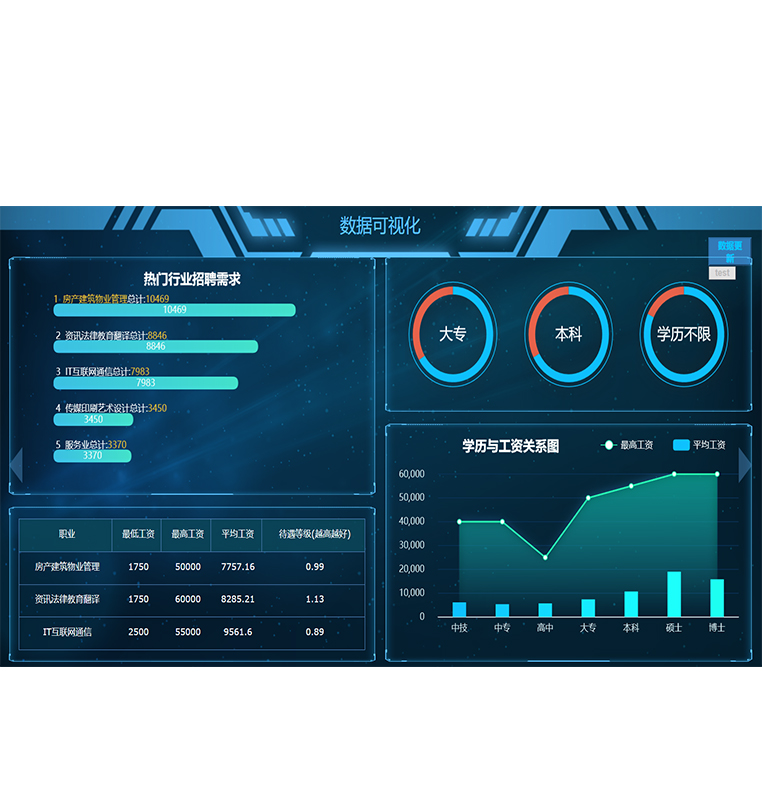 数据可视化
数据更
新
test
热门行业招聘需求
1 房产建筑物业管理总计:10469
10469
2 资讯法律教育翻译总计:8846
8846
3 IT互联网通信总计:7983
7983
4 传媒印刷艺术设计总计:3450
3450
5 服务业总计:3370
3370
大专 本科 学历不限
职业 最低工资 最高工资 平均工资 待遇等级(越高越好)
房产建筑物业管理 1750 50000 7757.16 0.99
资讯法律教育翻译 1750 60000 8285.21 1.13
IT互联网通信 2500 55000 9561.6 0.89
学历与工资关系图
最高工资 平均工资
60,000
50,000
40,000
30,000
20,000
10,000
0
中技 中专 高中 大专 本科 硕士 博士